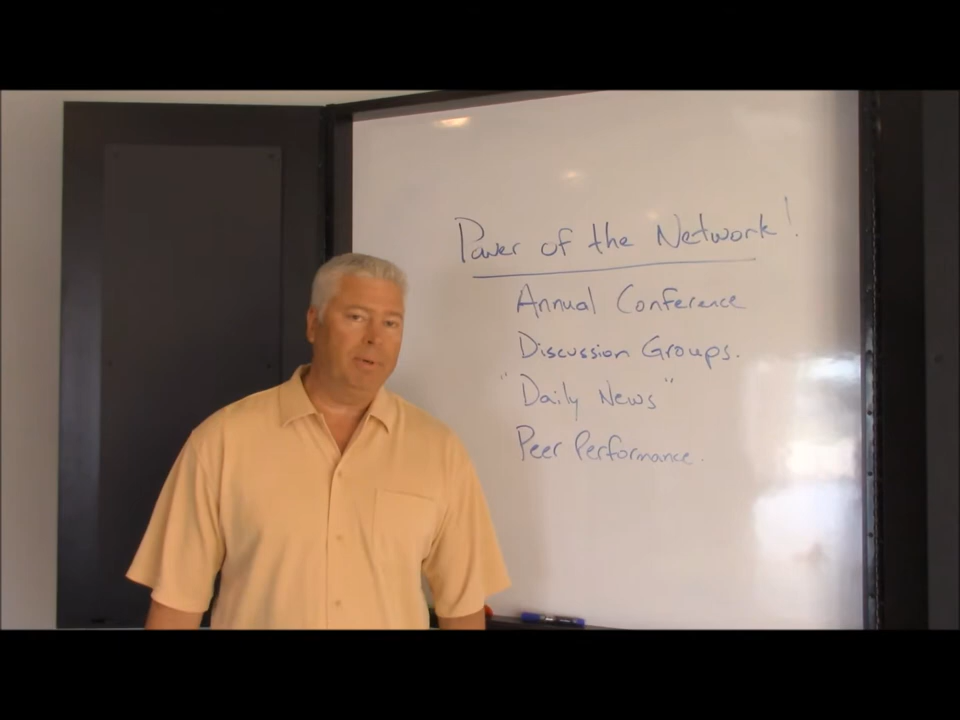 Power of the Network!
Annual Conference
Discussion Groups.
"Daily News"
Peer Performance.